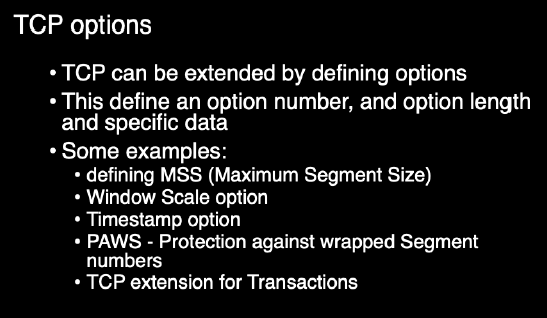 TCP options
• TCP can be extended by defining options
• This define an option number, and option length
and specific data
• Some examples:
• defining MSS (Maximum Segment Size)
• Window Scale option
• Timestamp option
• PAWS - Protection against wrapped Segment
numbers
• TCP extension for Transactions